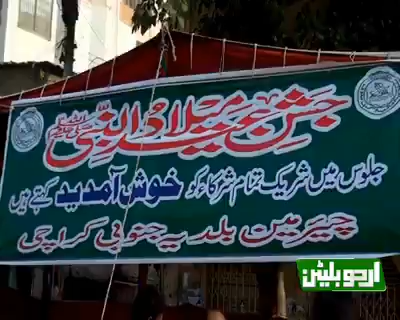 جشن عید میلاد النبی ﷺ
جلوس میں شریک تمام شرکاء کو خوش آمدید کہتے ہیں
چیئرمین بلدیہ جنوبی کراچی
اردو بلیٹن